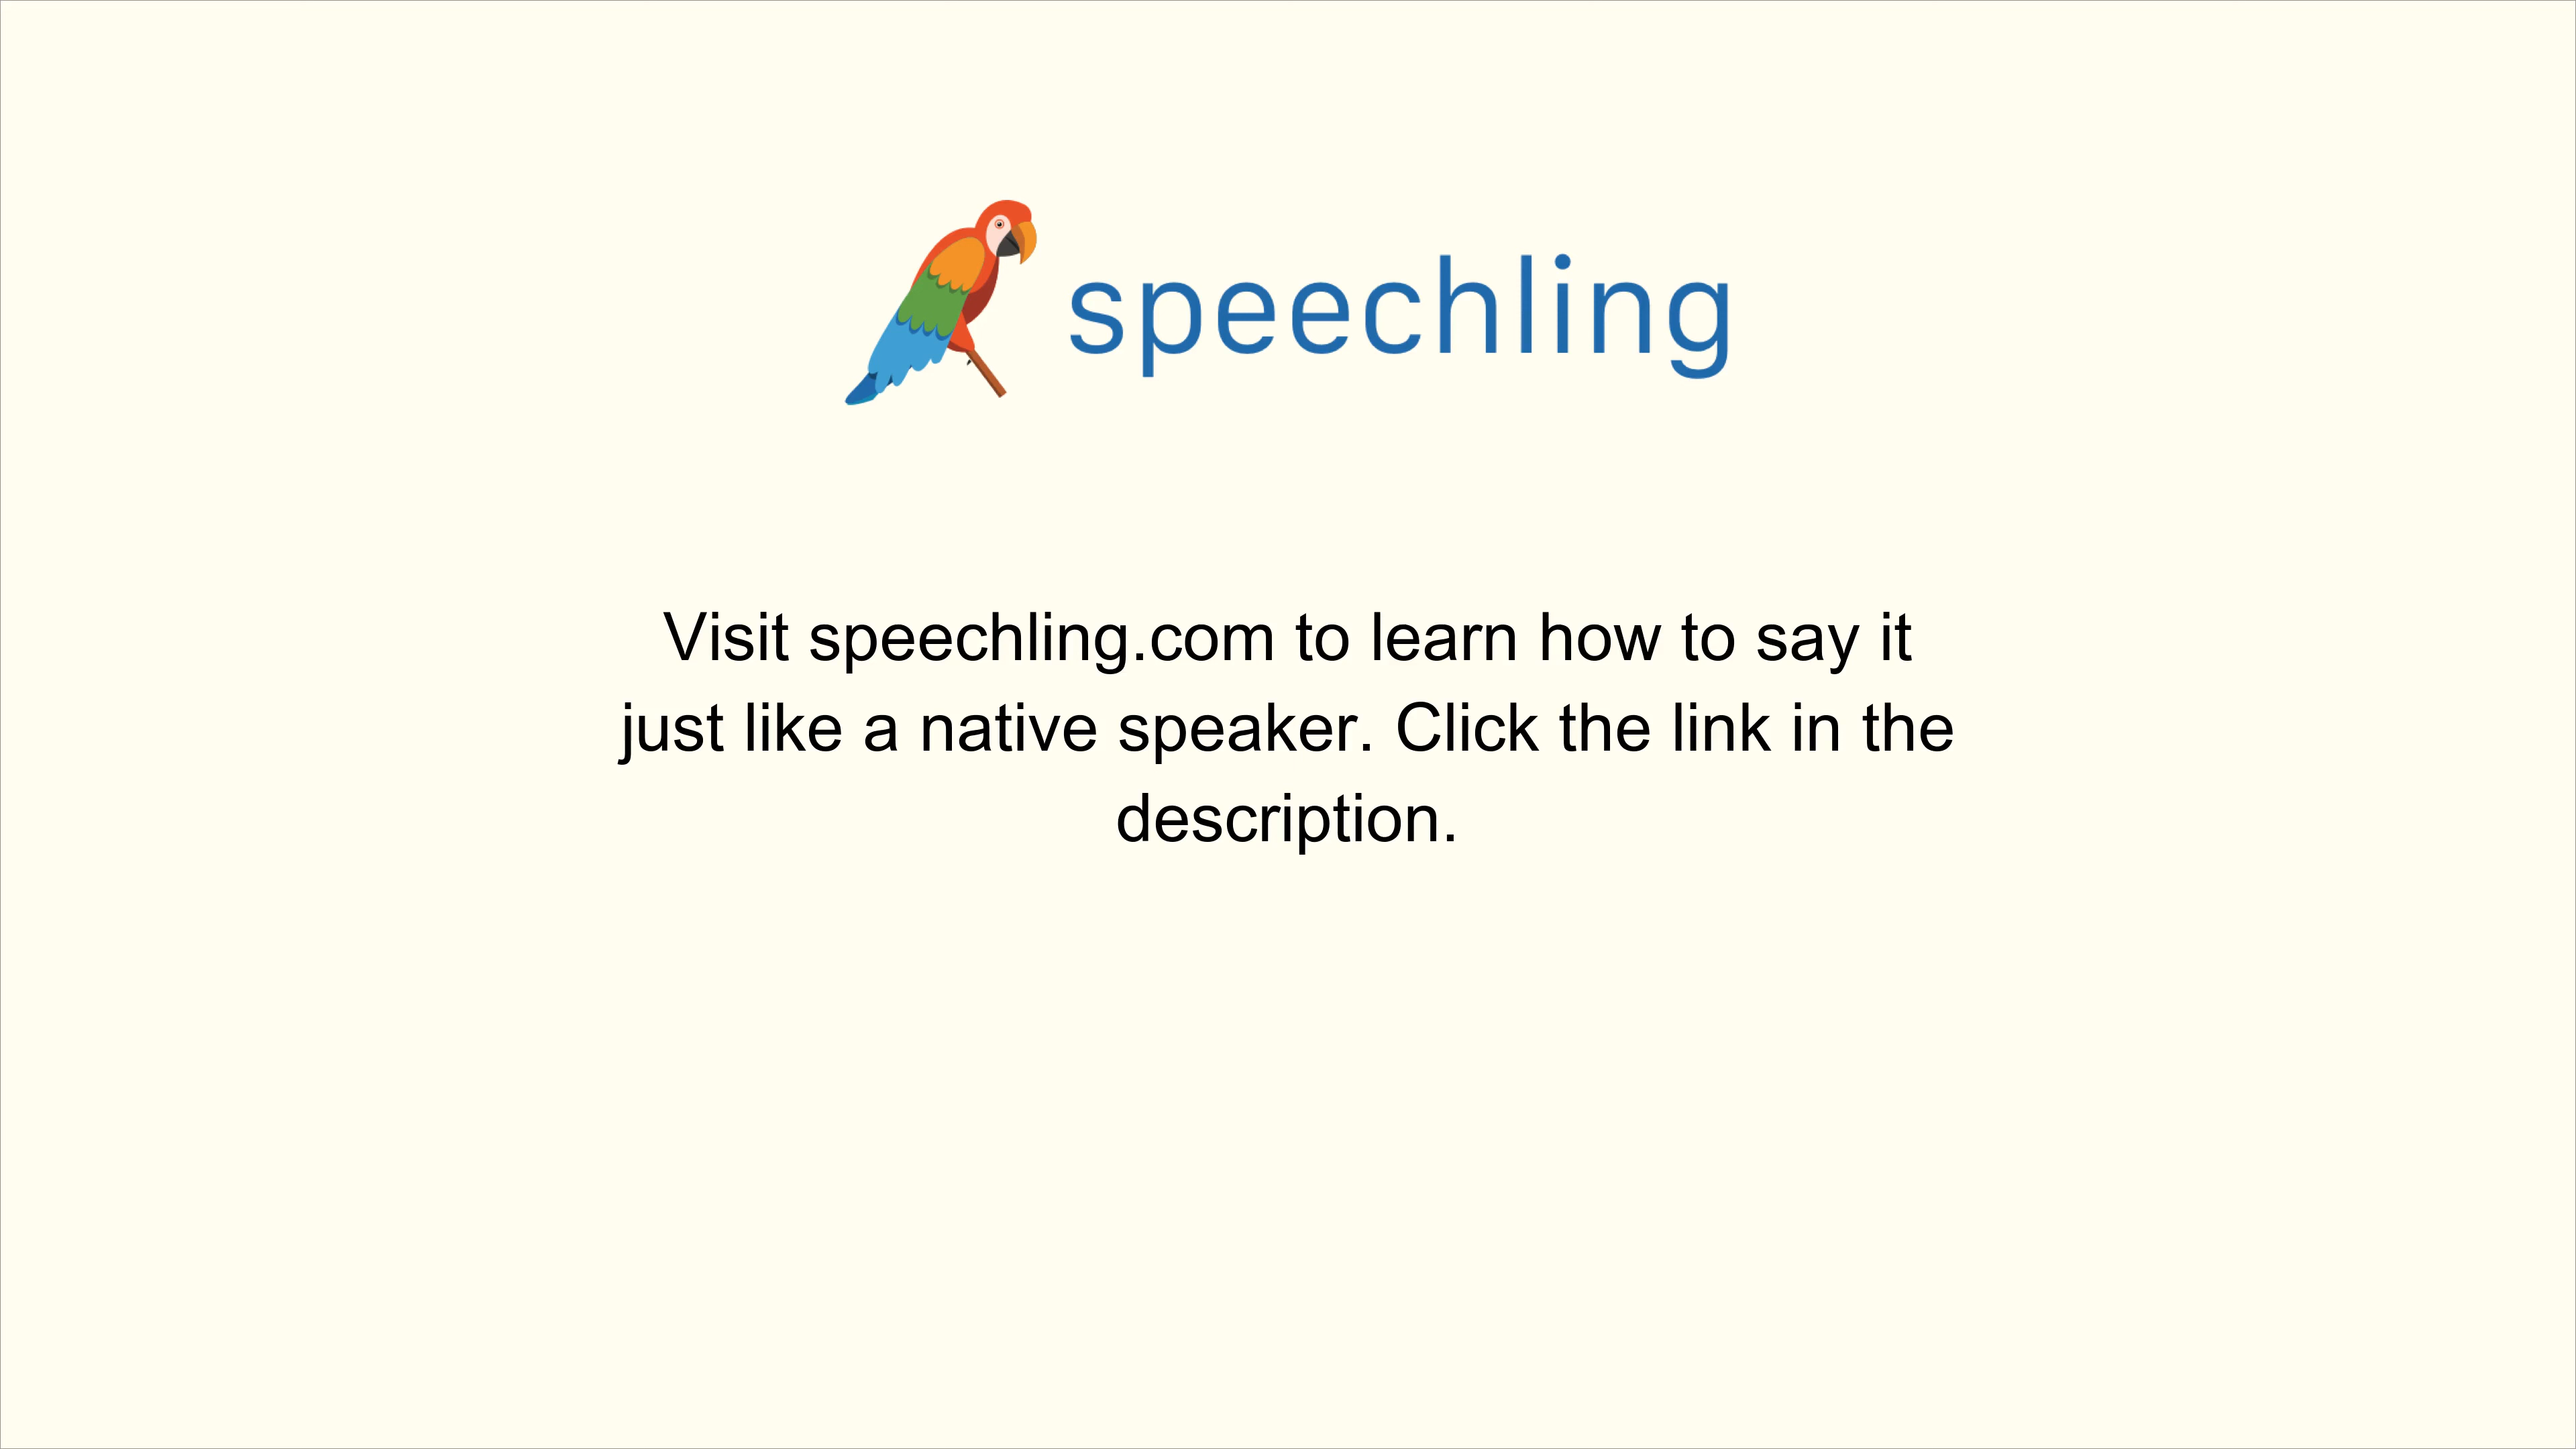 speechling
Visit speechling.com to learn how to say it
just like a native speaker. Click the link in the
description.